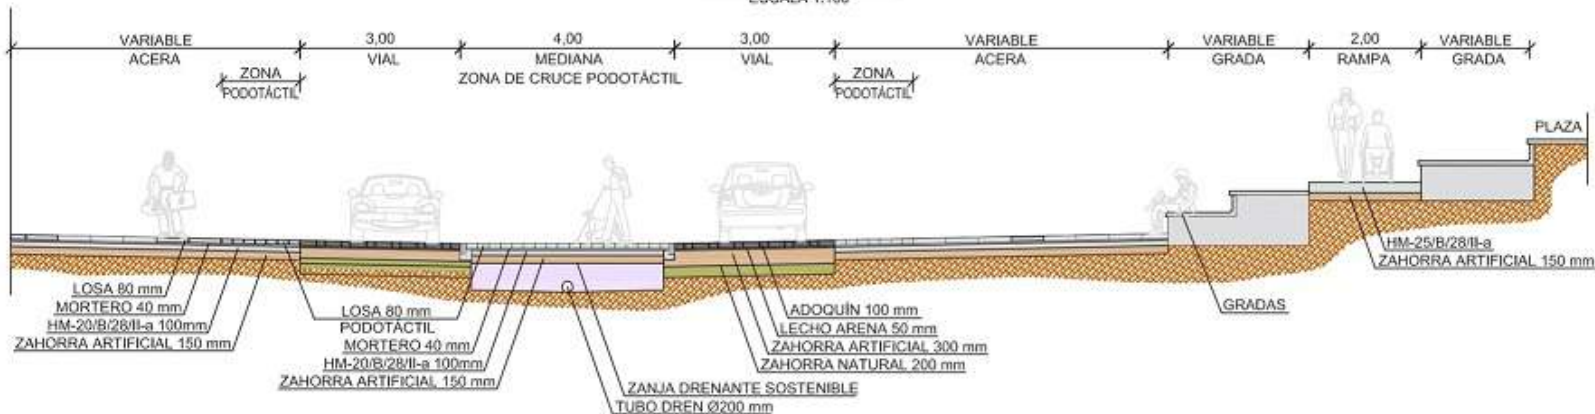 ESCALA 1:100
VARIABLE 3,00 4,00 3,00 VARIABLE VARIABLE 2,00 VARIABLE
ACERA VIAL MEDIANA VIAL ACERA GRADA RAMPA GRADA
ZONA DE CRUCE PODOTÁCTIL
ZONA
PODOTÁCTIL
ZONA
PODOTÁCTIL
PLAZA
LOSA 80 mm
MORTERO 40 mm
HM-20/B/28/II-a 100mm
ZAHORRA ARTIFICIAL 150 mm
LOSA 80 mm
PODOTÁCTIL
MORTERO 40 mm
HM-20/B/28/II-a 100mm
ZAHORRA ARTIFICIAL 150 mm
ZANJA DRENANTE SOSTENIBLE
TUBO DREN Ø200 mm
ADOQUÍN 100 mm
LECHO ARENA 50 mm
ZAHORRA ARTIFICIAL 300 mm
ZAHORRA NATURAL 200 mm
GRADAS
HM-25/B/28/II-a
ZAHORRA ARTIFICIAL 150 mm